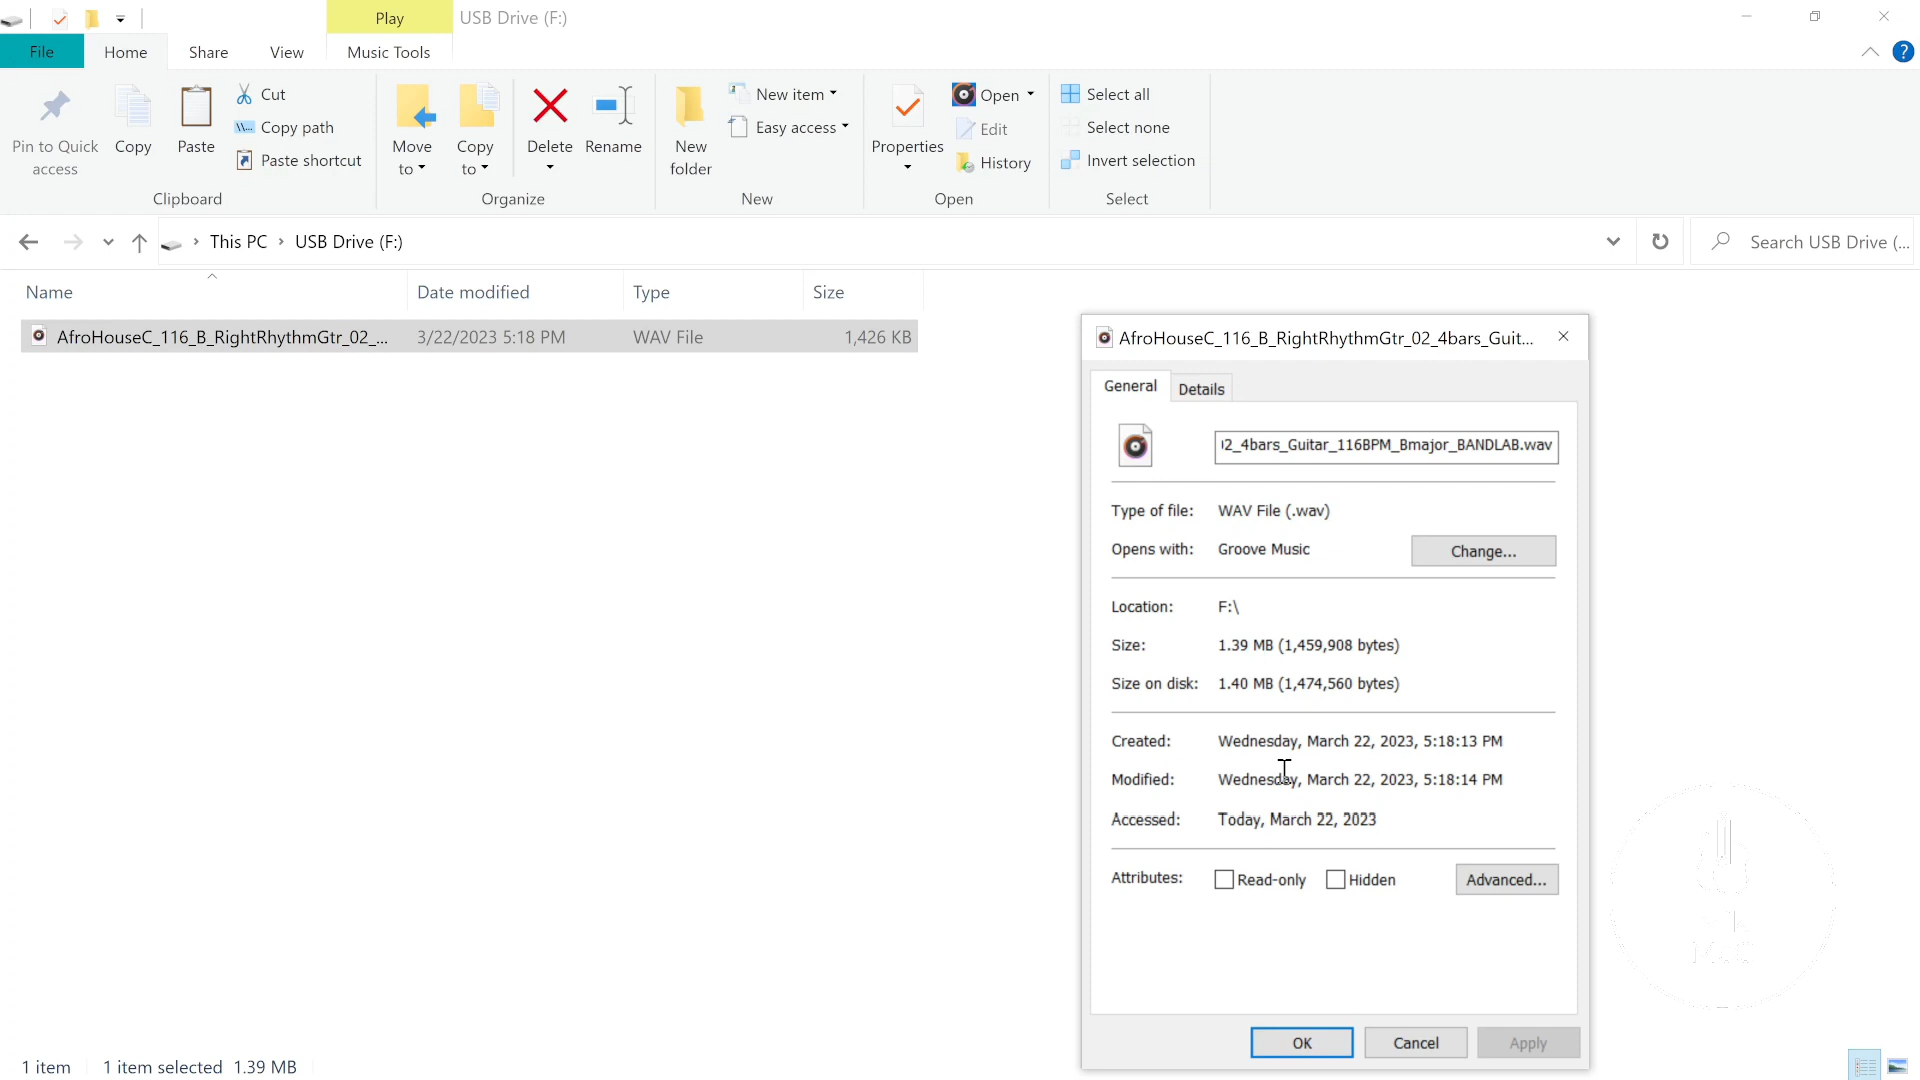 Play
USB Drive (F:)
File
Home
Share
View
Music Tools
?
Pin to Quick
access
Copy
Paste
Cut
Copy path
Paste shortcut
Clipboard
Move
to
Copy
to
Delete
Rename
Organize
New
folder
New item
Easy access
New
Properties
Open
Edit
History
Open
Select all
Select none
Invert selection
Select
This PC
USB Drive (F:)
Search USB Drive (...
Name
Date modified
Type
Size
AfroHouseC_116_B_RightRhythmGtr_02_...
3/22/2023 5:18 PM
WAV File
1,426 KB
AfroHouseC_116_B_RightRhythmGtr_02_4bars_Guit...
General
Details
2_4bars_Guitar_116BPM_Bmajor_BANDLAB.wav
Type of file: WAV File (.wav)
Opens with: Groove Music
Change...
Location: F:\
Size: 1.39 MB (1,459,908 bytes)
Size on disk: 1.40 MB (1,474,560 bytes)
Created: Wednesday, March 22, 2023, 5:18:13 PM
Modified: Wednesday, March 22, 2023, 5:18:14 PM
Accessed: Today, March 22, 2023
Attributes: Read-only Hidden
Advanced...
OK
Cancel
Apply
1 item
1 item selected 1.39 MB